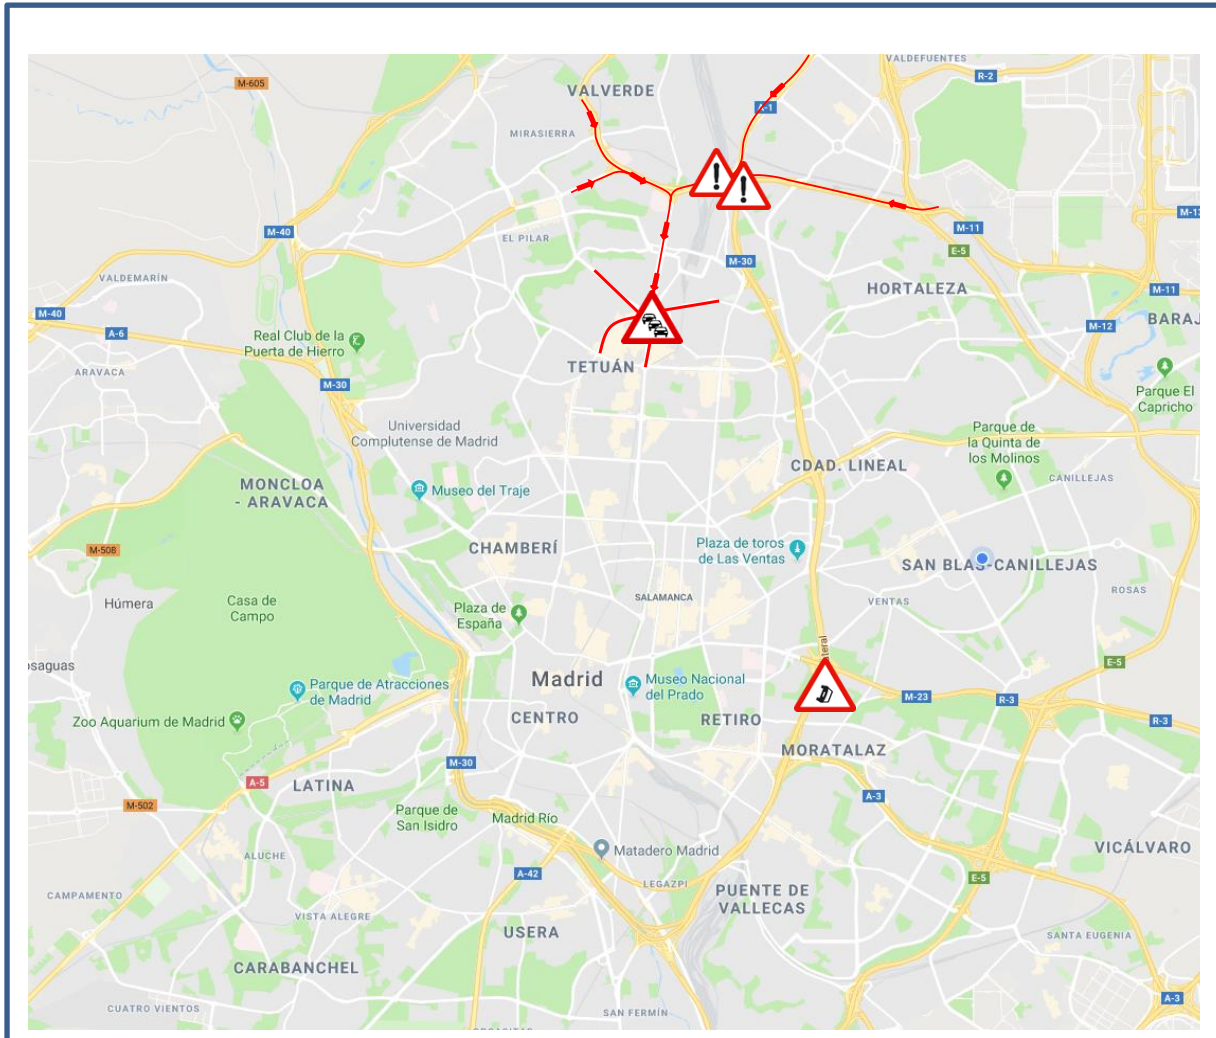 VALDEFUENTES
M-605
R-2
VALVERDE
A-1
MIRASIERRA
M-40
EL PILAR
M-11
E-5
M-30
VALDEMARÍN
HORTALEZA
M-11
M-40
BARAJ
M-12
A-6
Real Club de la
Puerta de Hierro
TETUÁN
ARAVACA
M-30
Parque El
Capricho
Universidad
Complutense de Madrid
Parque de
la Quinta de
los Molinos
CDAD. LINEAL
CANILLEJAS
MONCLOA
- ARAVACA
Museo del Traje
M-508
CHAMBERÍ
Plaza de toros
de Las Ventas
SAN BLAS-CANILLEJAS
ROSAS
Húmera
Casa de
Campo
Plaza de
España
SALAMANCA
VENTAS
osaguas
E-5
Madrid
Museo Nacional
del Prado
Parque de Atracciones
de Madrid
M-23
R-3
R-3
Zoo Aquarium de Madrid
CENTRO
RETIRO
MORATALAZ
M-30
A-5
LATINA
A-3
M-502
Parque de
San Isidro
Madrid Río
Matadero Madrid
VICÁLVARO
ALUCHE
A-42
LEGAZPI
E-5
PUENTE DE
VALLECAS
CAMPAMENTO
VISTA ALEGRE
USERA
SANTA EUGENIA
CARABANCHEL
A-3
CUATRO VIENTOS
SAN FERMÍN